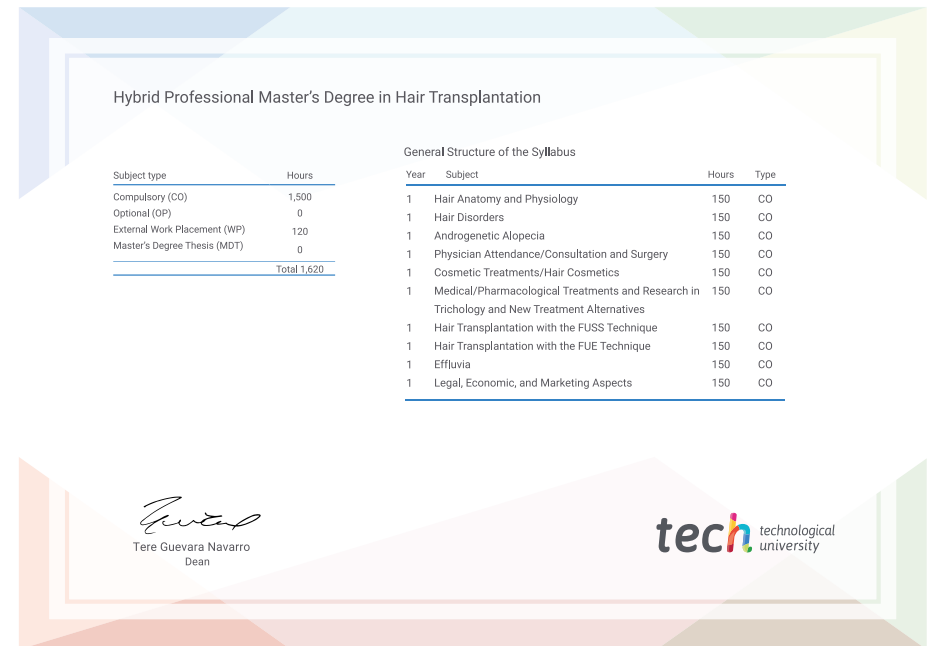 Hybrid Professional Master's Degree in Hair Transplantation
Subject type Hours
Compulsory (CO) 1,500
Optional (OP) 0
External Work Placement (WP) 120
Master's Degree Thesis (MDT) 0
Total 1,620
General Structure of the Syllabus
Year Subject Hours Type
1 Hair Anatomy and Physiology 150 CO
1 Hair Disorders 150 CO
1 Androgenetic Alopecia 150 CO
1 Physician Attendance/Consultation and Surgery 150 CO
1 Cosmetic Treatments/Hair Cosmetics 150 CO
1 Medical/Pharmacological Treatments and Research in 150 CO
Trichology and New Treatment Alternatives
1 Hair Transplantation with the FUSS Technique 150 CO
1 Hair Transplantation with the FUE Technique 150 CO
1 Effluvia 150 CO
1 Legal, Economic, and Marketing Aspects 150 CO
Tere Guevara Navarro
Dean
tech technological
university